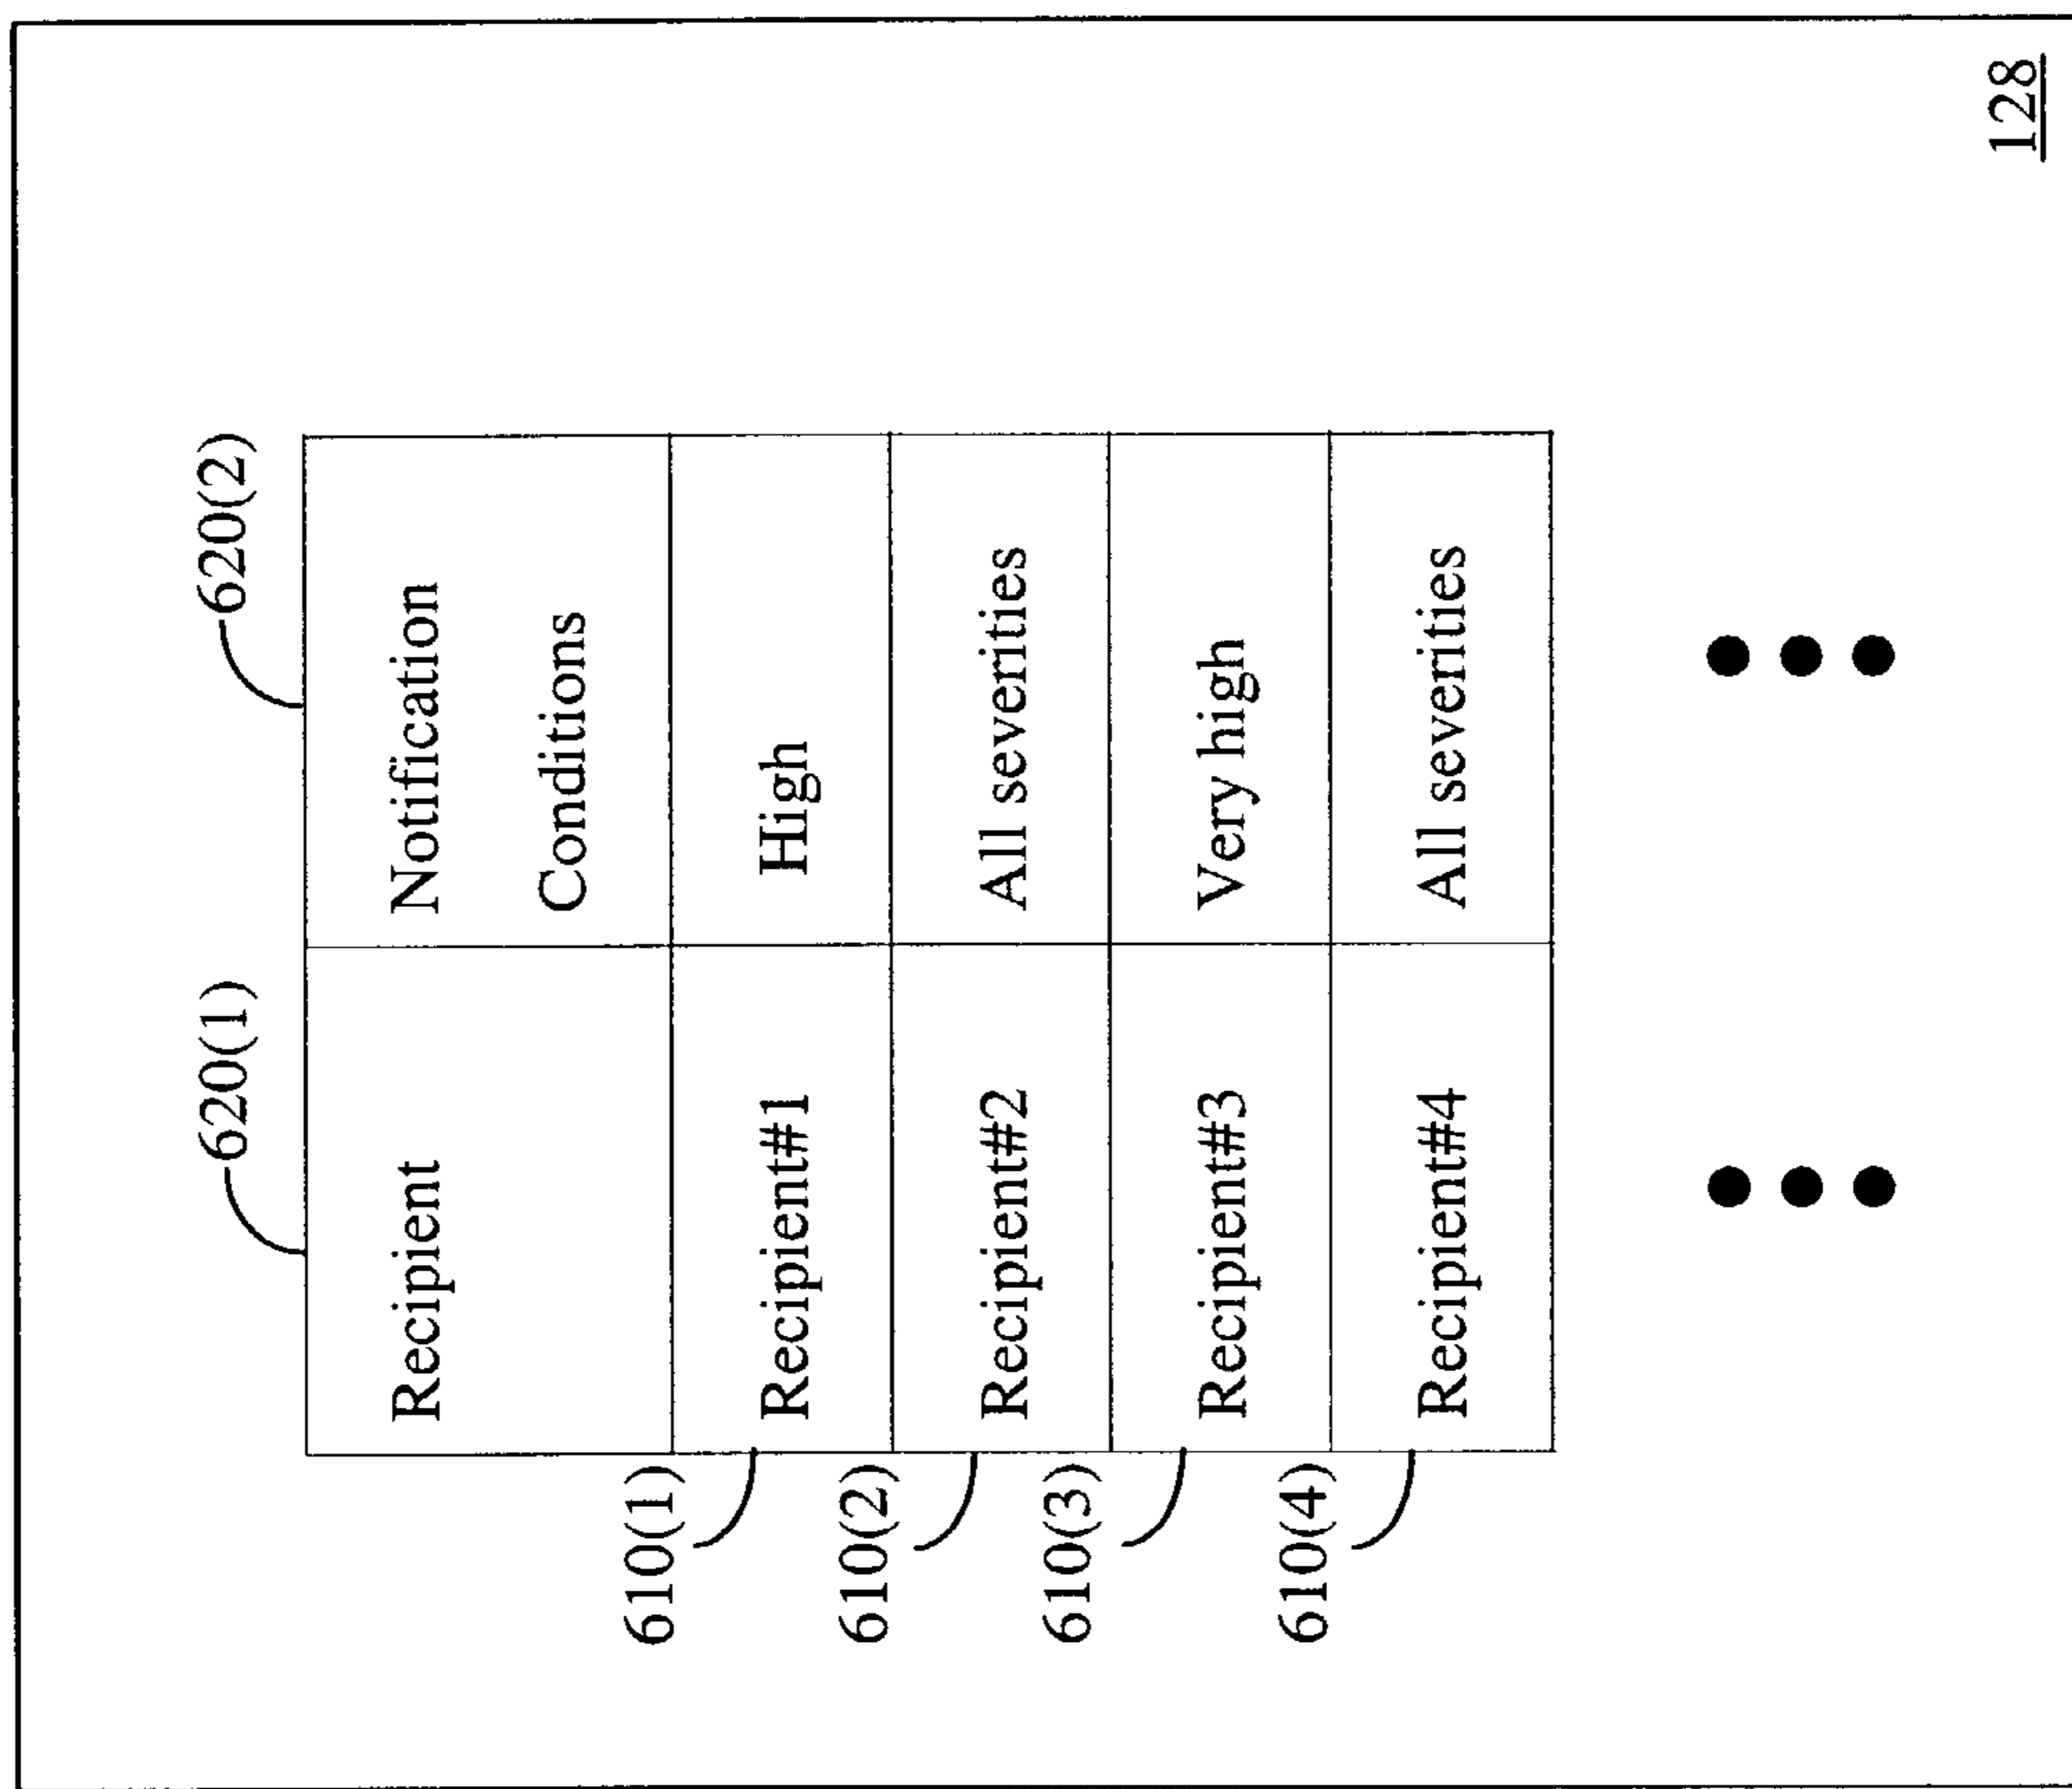 620(1)
620(2)
Recipient
Notification
Conditions
610(1)
Recipient#1
High
610(2)
Recipient#2
All severities
610(3)
Recipient#3
Very high
610(4)
Recipient#4
All severities
128